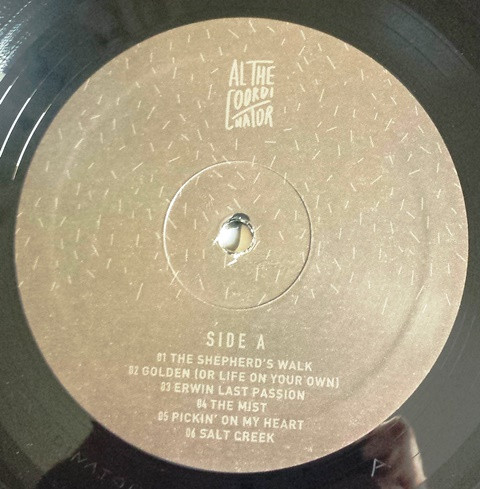 AL THE
COORDI
NATOR
SIDE A
01 THE SHEPHERD'S WALK
02 GOLDEN (OR LIFE ON YOUR OWN)
03 ERWIN LAST PASSION
04 THE MIST
05 PICKIN' ON MY HEART
06 SALT CREEK
A